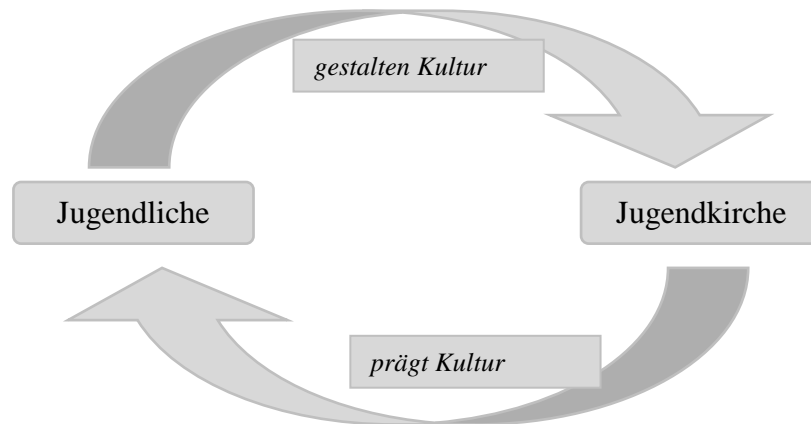 gestalten Kultur
Jugendliche
Jugendkirche
prägt Kultur